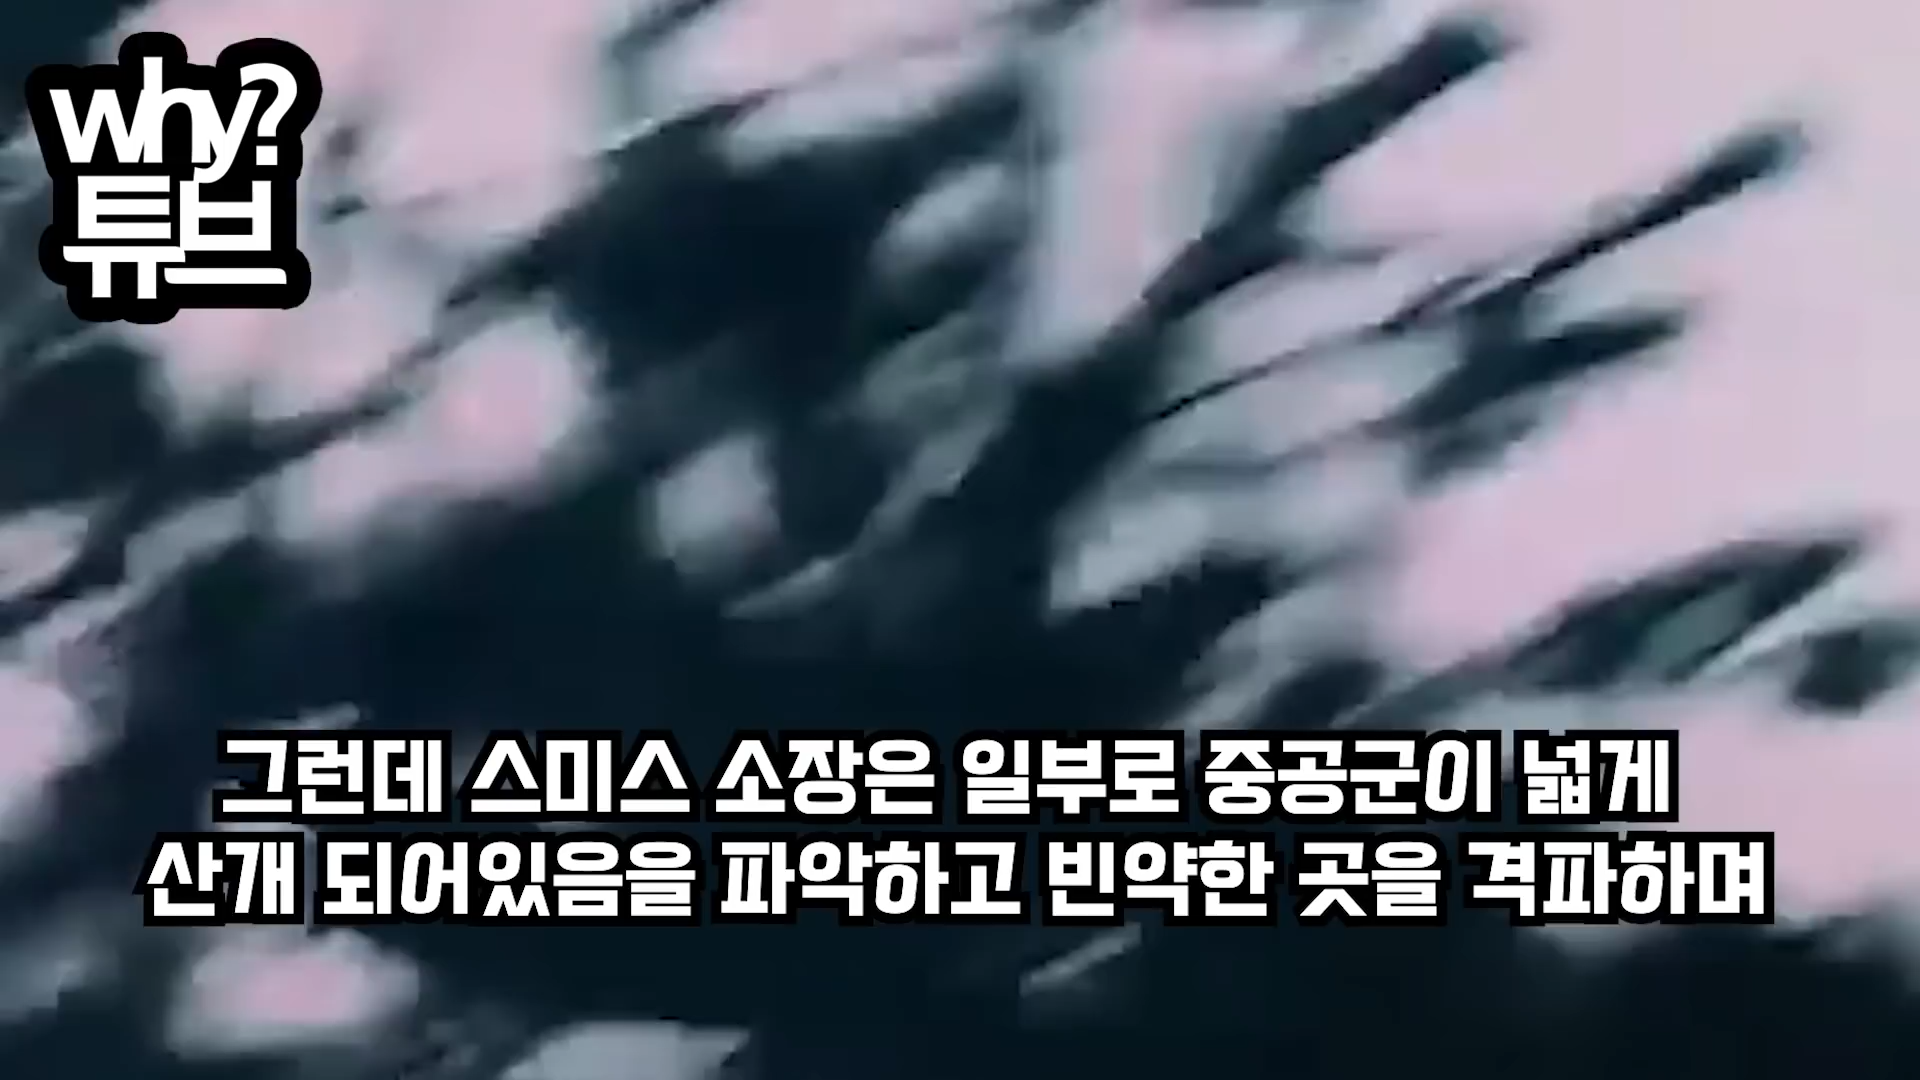 why?
튜브
그런데 스미스 소장은 일부로 중공군이 넓게
산개 되어있음을 파악하고 빈약한 곳을 격파하며